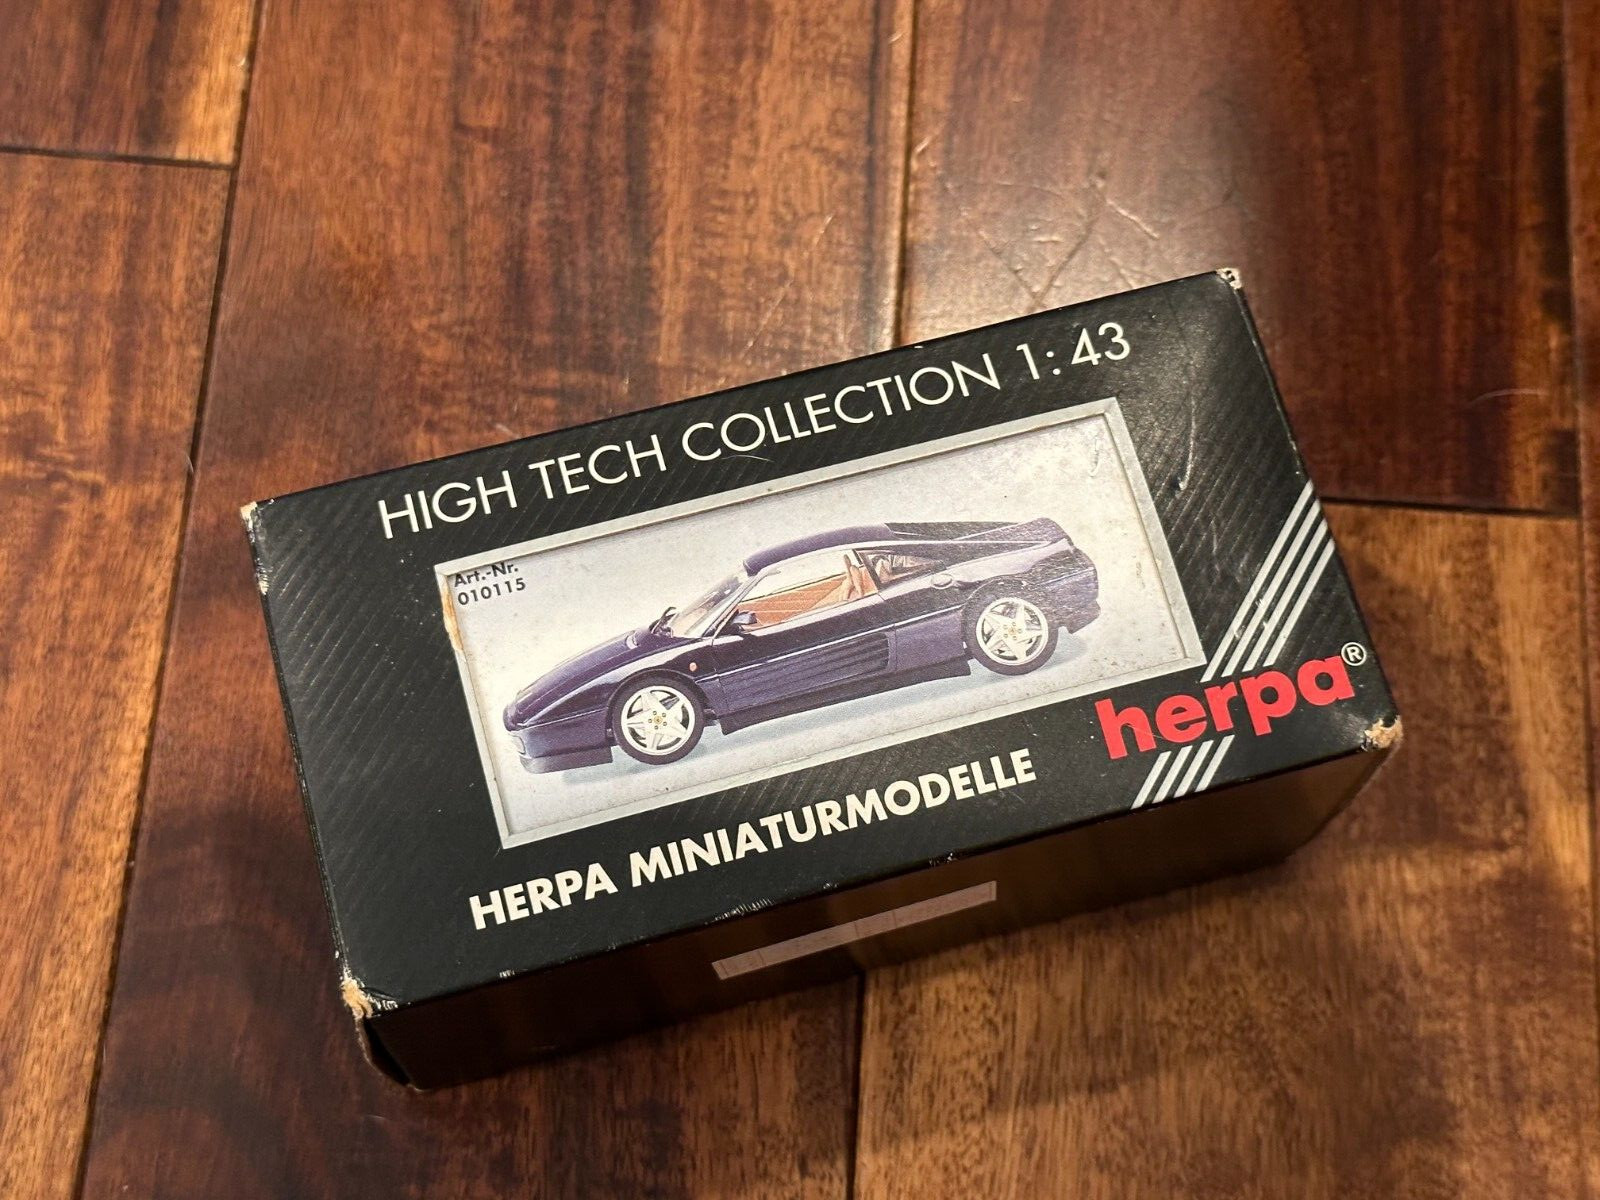 HIGH TECH COLLECTION 1:43
Art.-Nr.
010115
herpa®
HERPA MINIATURMODELLE